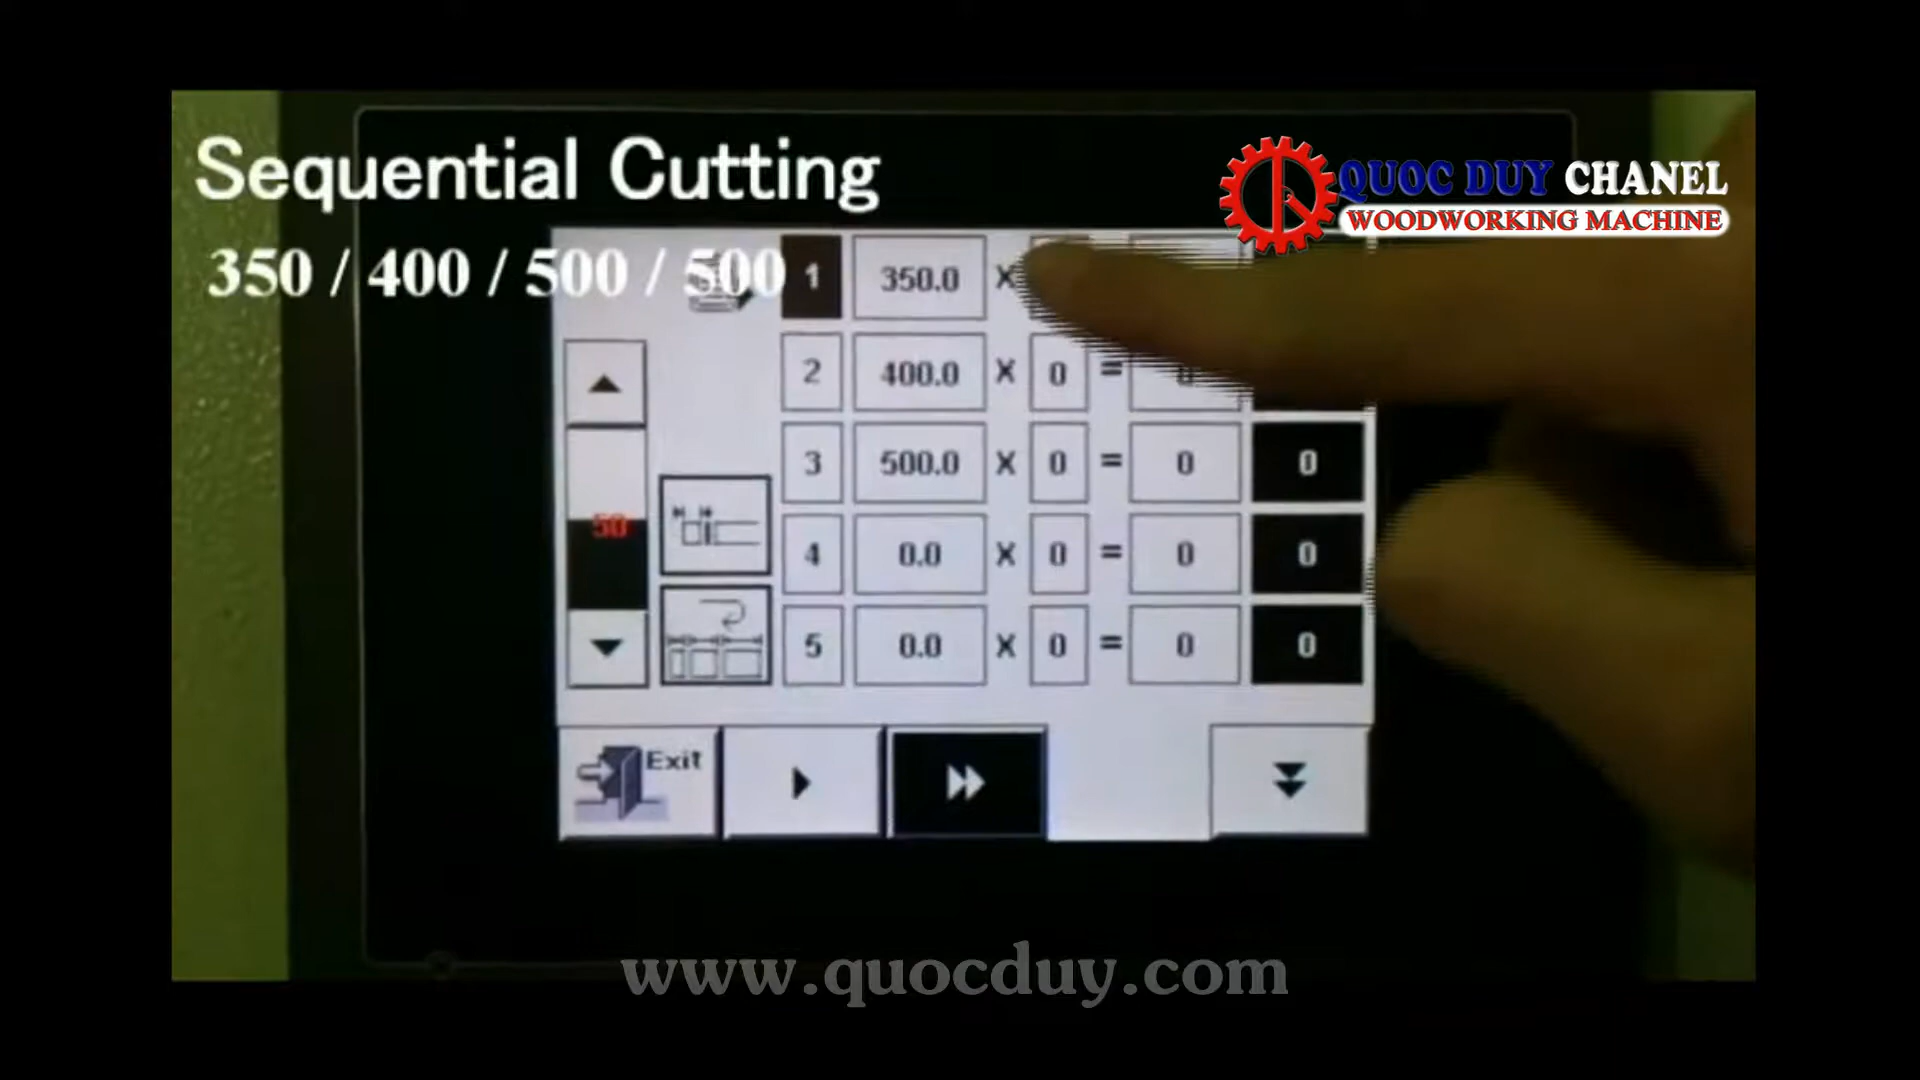 Sequential Cutting
QUOC DUY CHANEL
WOODWORKING MACHINE
350 / 400 / 500 / 500
1 350.0 X
2 400.0 X 0 = 0
3 500.0 X 0 = 0 0
50
4 0.0 X 0 = 0 0
5 0.0 X 0 = 0 0
Exit
www.quocduy.com